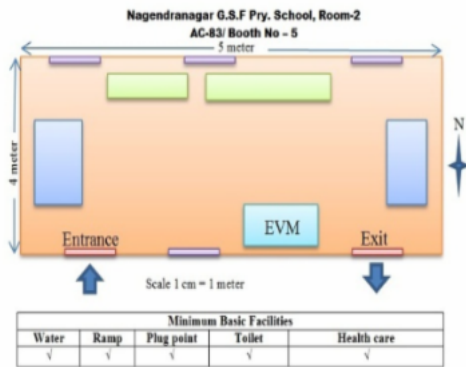 Nagendranagar G.S.F Pry. School, Room-2
AC-83/ Booth No – 5
5 meter
4 meter
N
EVM
Entrance
Exit
Scale 1 cm = 1 meter
Minimum Basic Facilities
Water Ramp Plug point Toilet Health care
√ √ √ √ √